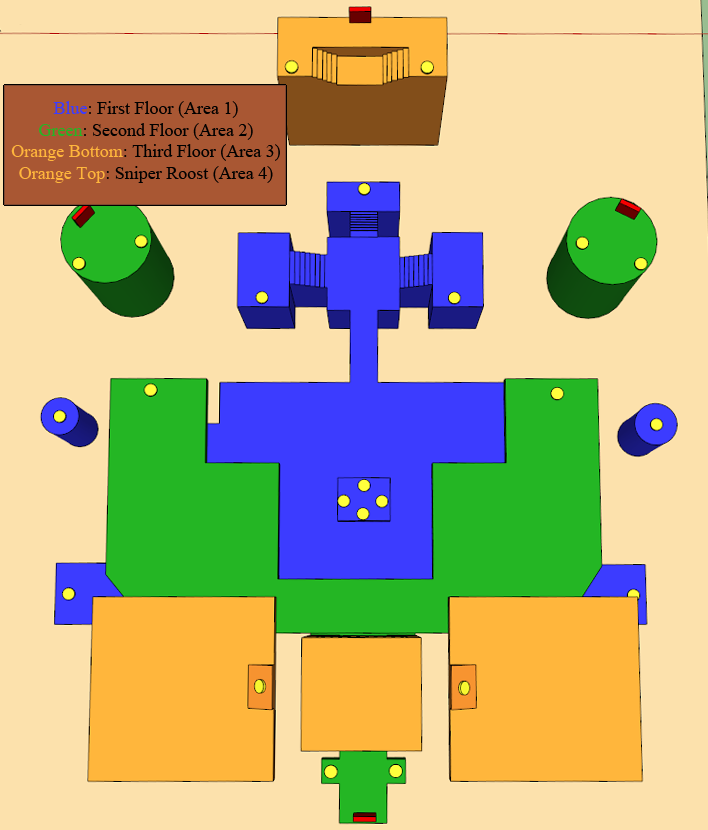 Blue: First Floor (Area 1)
Green: Second Floor (Area 2)
Orange Bottom: Third Floor (Area 3)
Orange Top: Sniper Roost (Area 4)